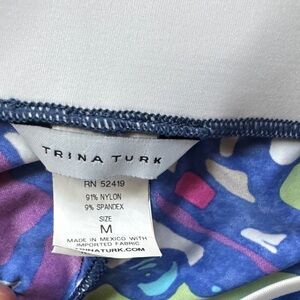 TRINA TURK
RN 52419
91% NYLON
9% SPANDEX
SIZE
M
MADE IN MEXICO WITH
IMPORTED FABRIC
TRINATURK.COM